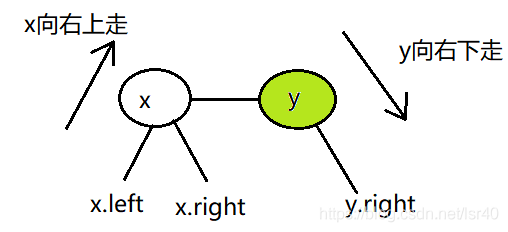 x向右上走
y向右下走
x
y
x.left
x.right
y.right
https://blog.csdn.net/lsr40